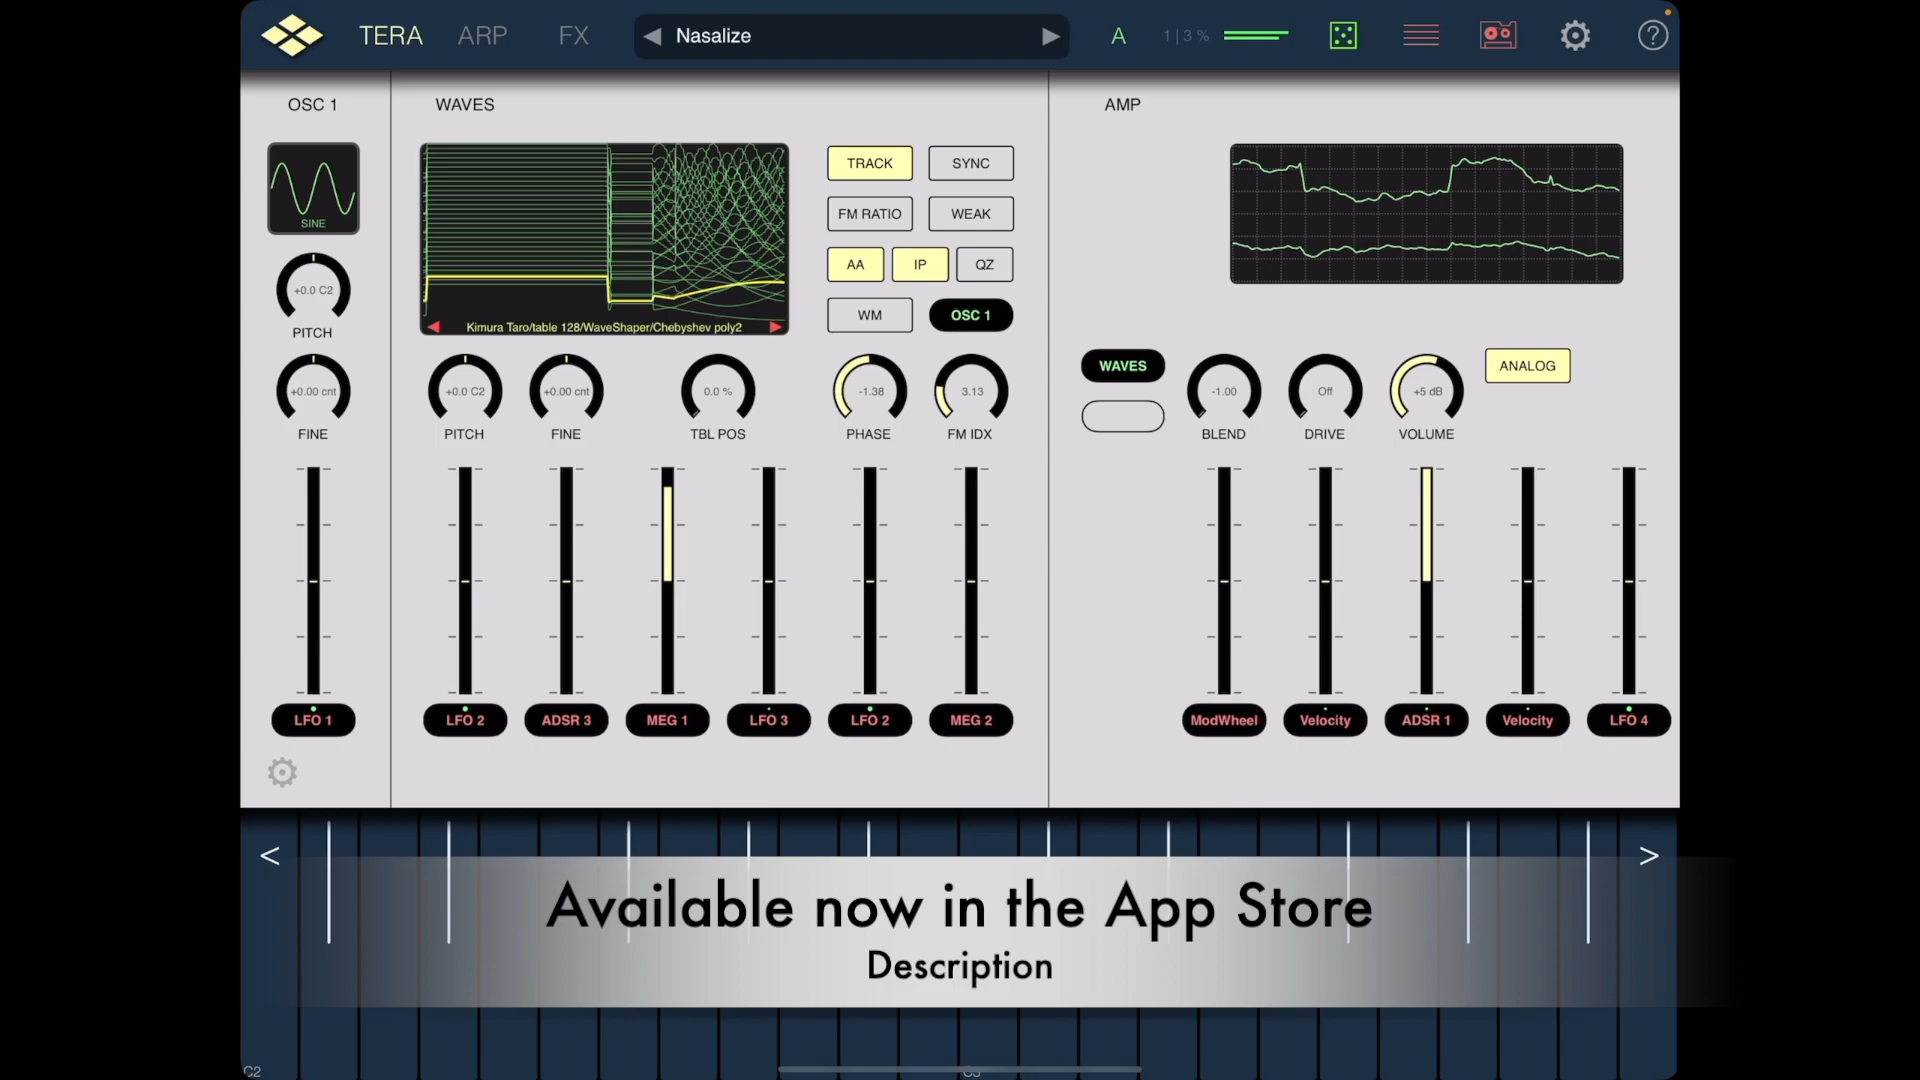 TERA ARP FX Nasalize A 1 | 3 %
OSC 1 WAVES AMP
SINE
TRACK SYNC
FM RATIO WEAK
AA IP QZ
WM OSC 1
Kimura Taro/table 128/WaveShaper/Chebyshev poly2
+0.0 C2
PITCH
WAVES ANALOG
+0.00 cnt +0.0 C2 +0.00 cnt 0.0 % -1.38 3.13 -1.00 Off +5 dB
FINE PITCH FINE TBL POS PHASE FM IDX BLEND DRIVE VOLUME
LFO 1 LFO 2 ADSR 3 MEG 1 LFO 3 LFO 2 MEG 2 ModWheel Velocity ADSR 1 Velocity LFO 4
< >
Available now in the App Store
Description
C2